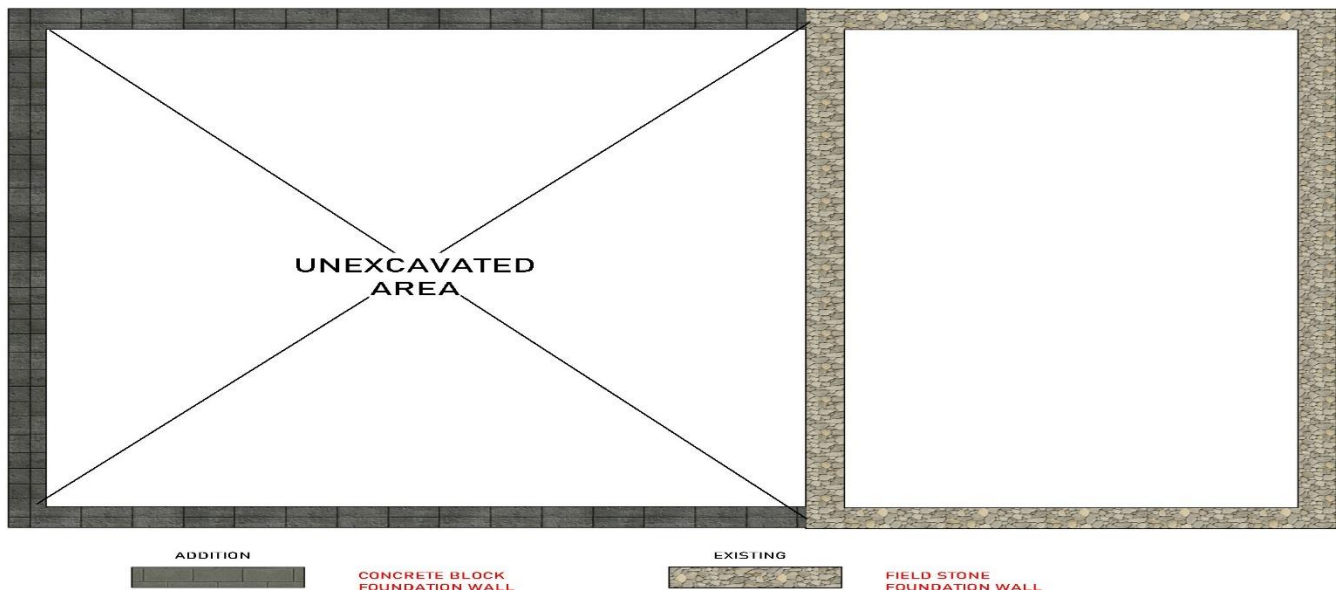 UNEXCAVATED
AREA
ADDITION
CONCRETE BLOCK
FOUNDATION WALL
EXISTING
FIELD STONE
FOUNDATION WALL